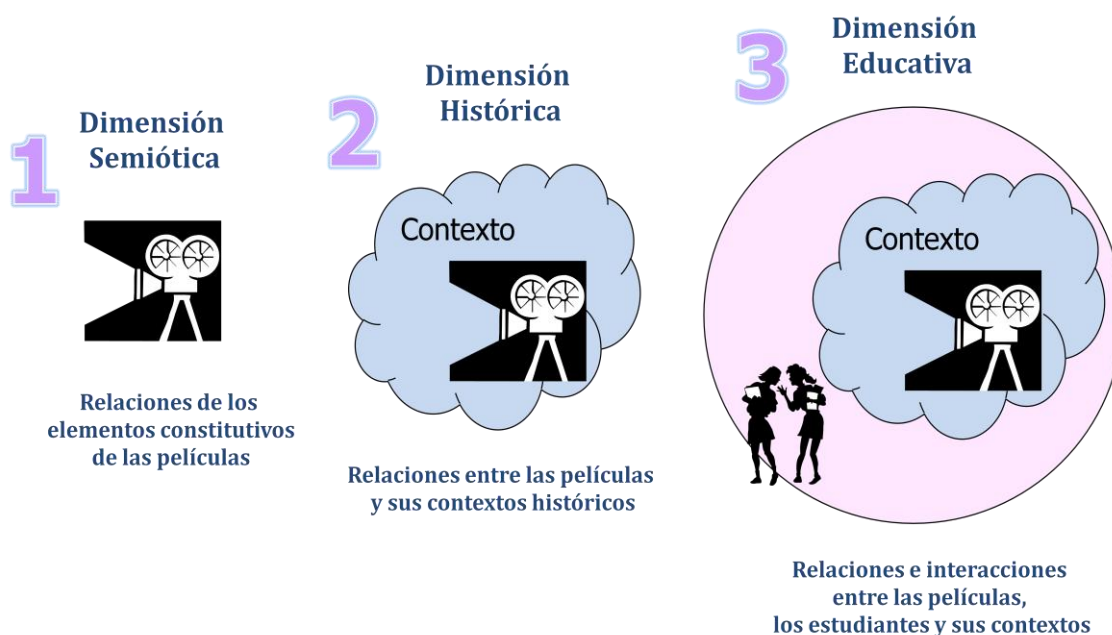 1
Dimensión
Semiótica
Relaciones de los
elementos constitutivos
de las películas
2
Dimensión
Histórica
Contexto
Relaciones entre las películas
y sus contextos históricos
3
Dimensión
Educativa
Contexto
Relaciones e interacciones
entre las películas,
los estudiantes y sus contextos